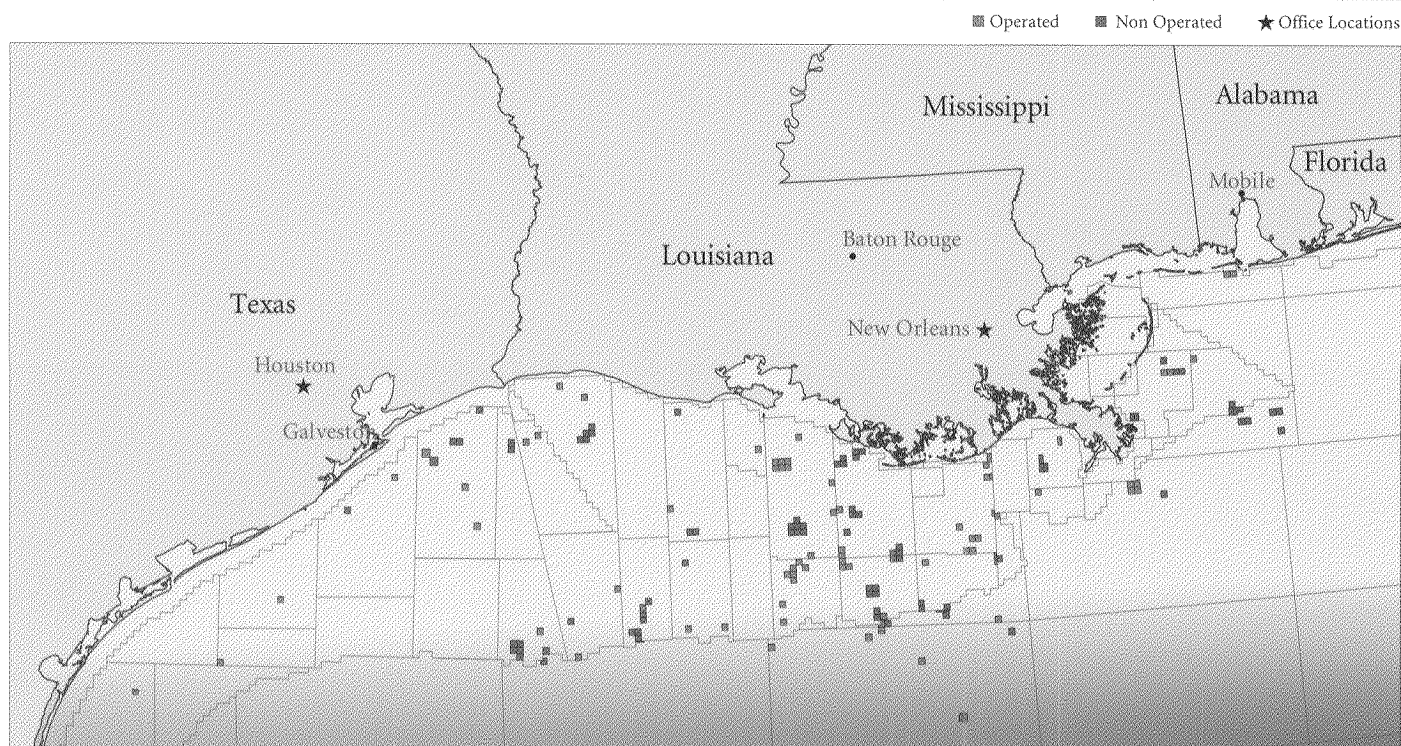 Operated Non Operated Office Locations
Mississippi
Alabama
Florida
Mobile
Baton Rouge
Louisiana
Texas
New Orleans
Houston
Galveston